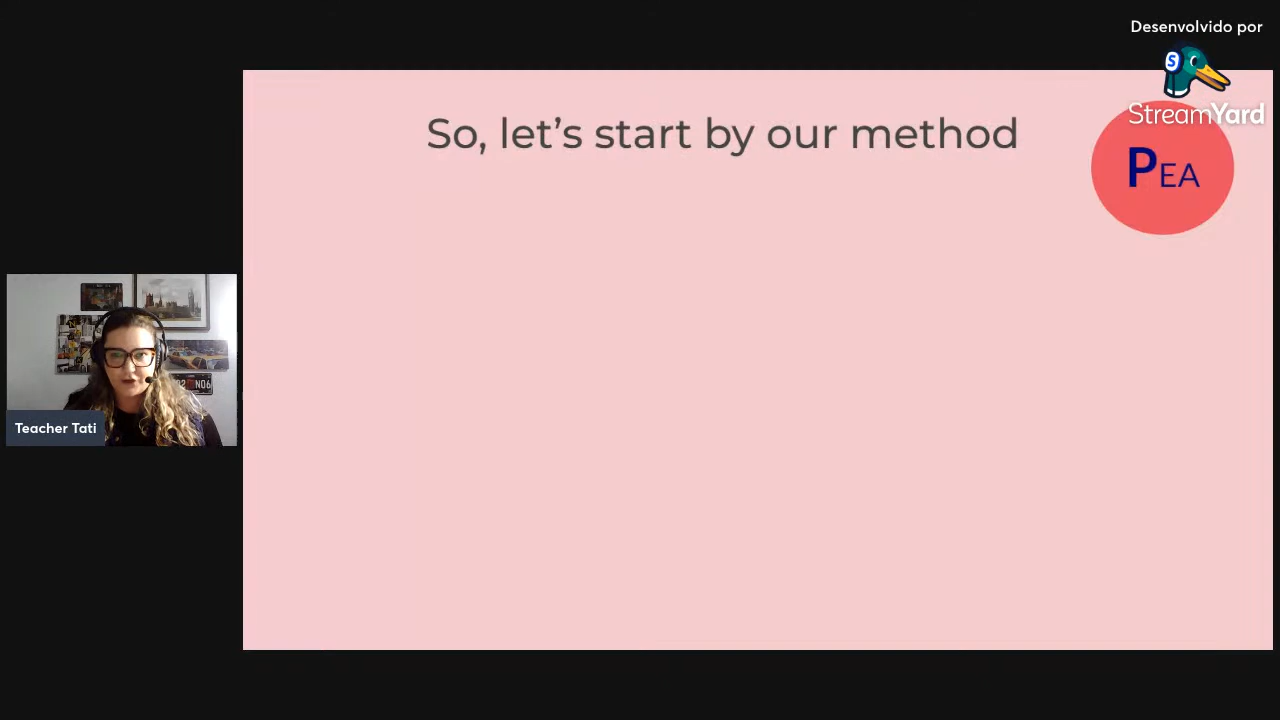 Desenvolvido por
S
StreamYard
So, let's start by our method
PEA
Teacher Tati